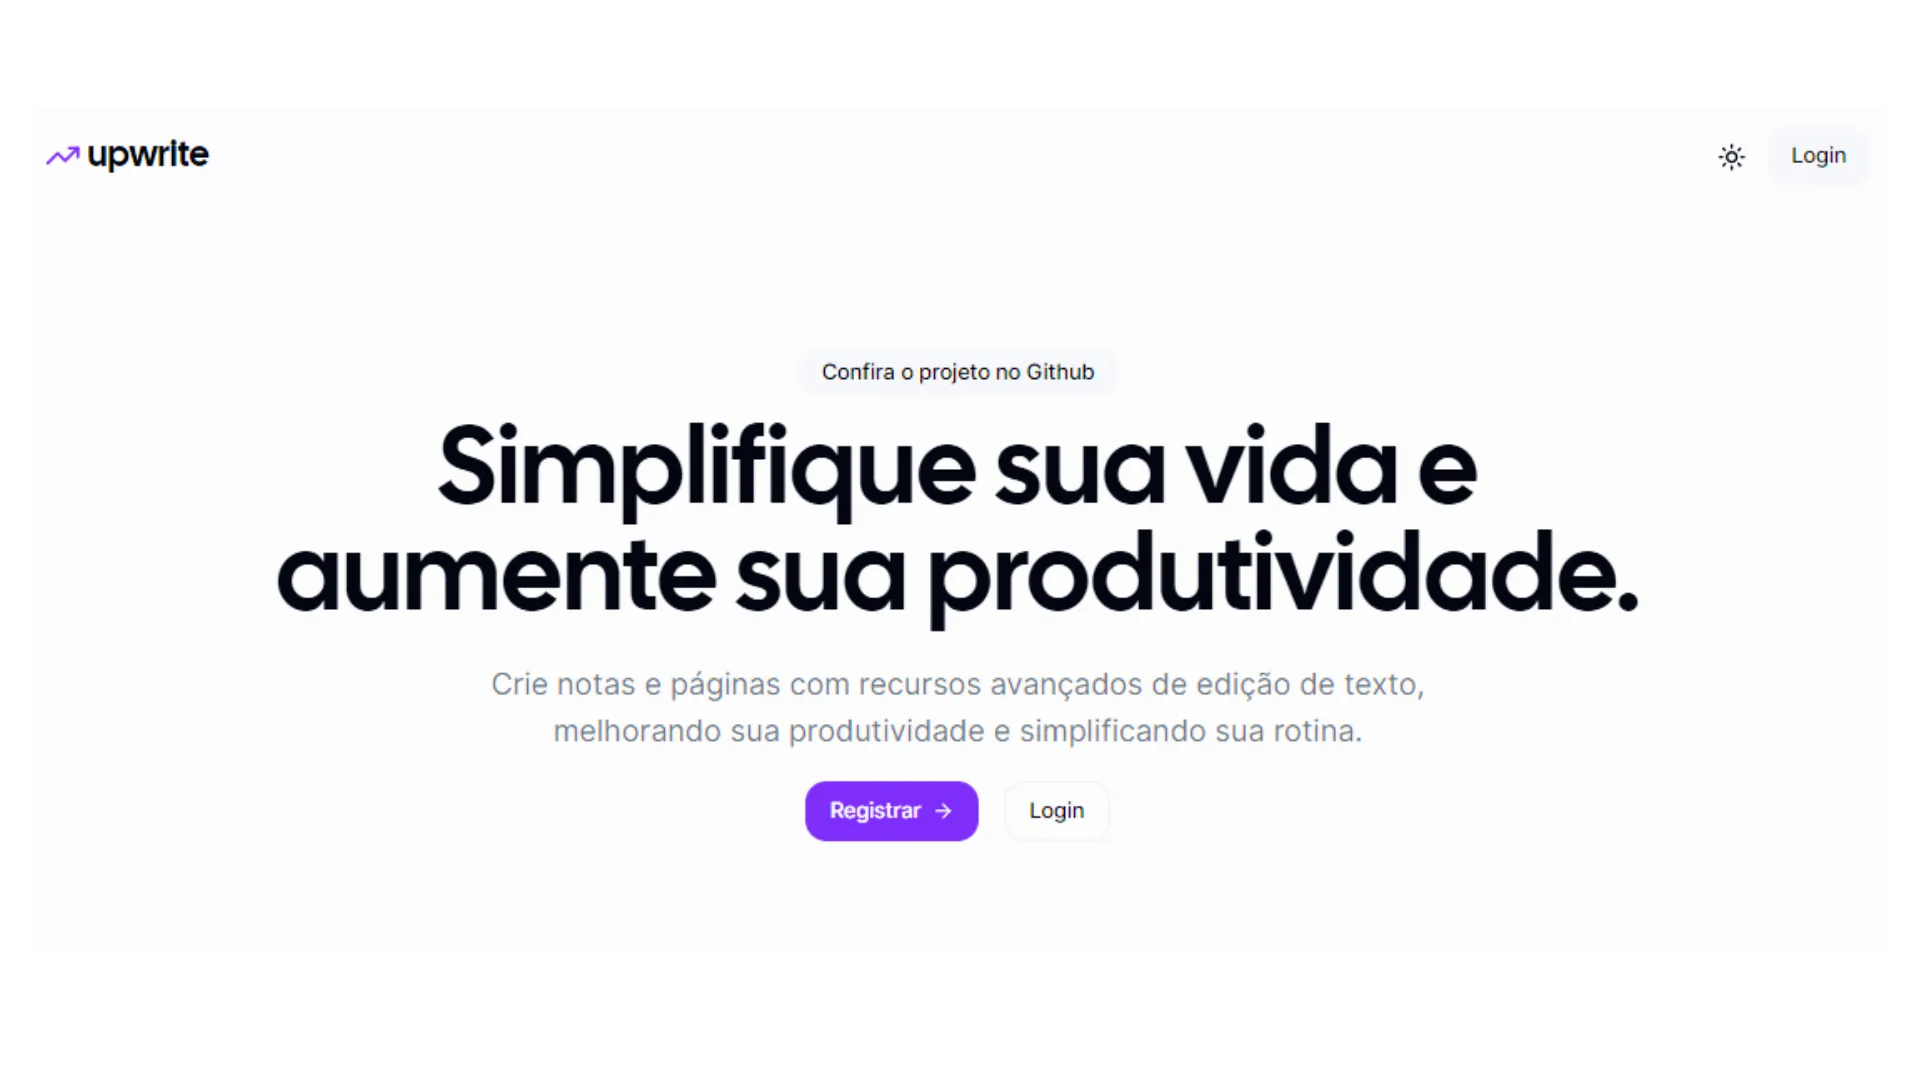 upwrite
Login
Confira o projeto no Github
Simplifique sua vida e
aumente sua produtividade.
Crie notas e páginas com recursos avançados de edição de texto,
melhorando sua produtividade e simplificando sua rotina.
Registrar →
Login